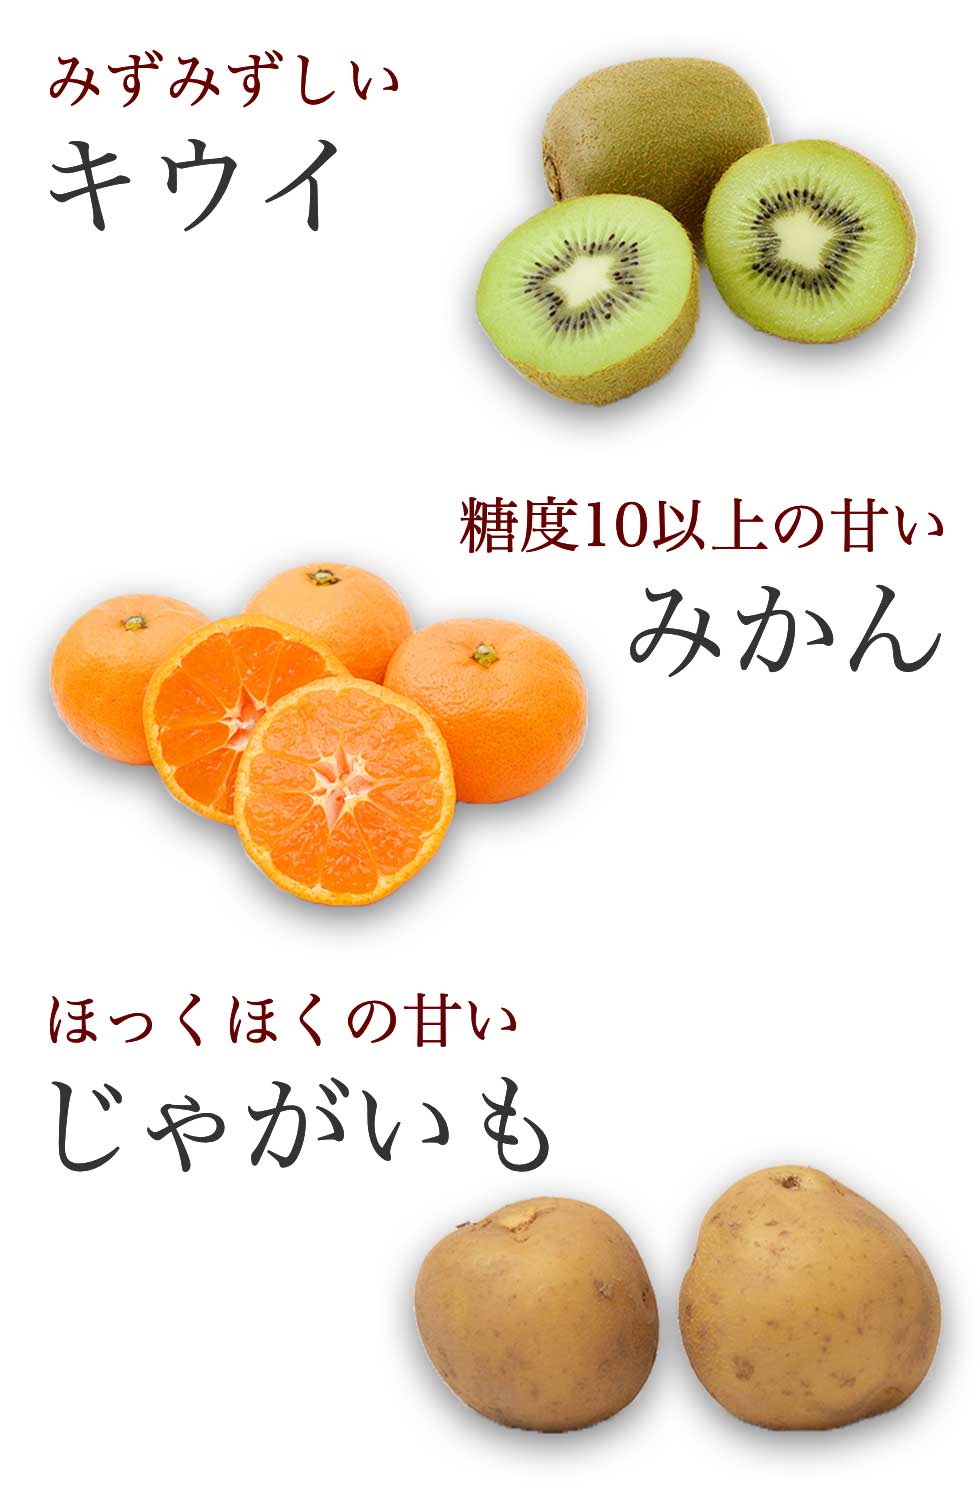 みずみずしい
キウイ
糖度10以上の甘い
みかん
ほっくほくの甘い
じゃがいも